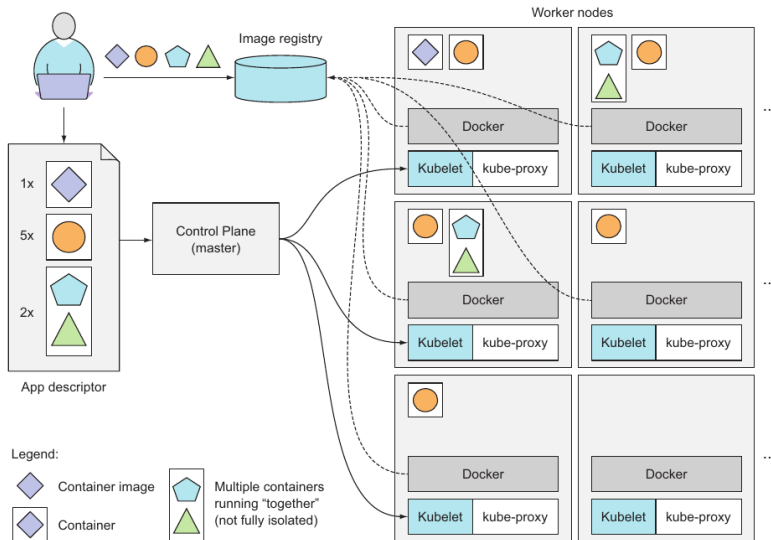 Worker nodes
Image registry
Docker
Docker
Kubelet
kube-proxy
Kubelet
kube-proxy
1x
5x
2x
App descriptor
Control Plane
(master)
Docker
Docker
Kubelet
kube-proxy
Kubelet
kube-proxy
Docker
Docker
Kubelet
kube-proxy
Kubelet
kube-proxy
Legend:
Container image
Container
Multiple containers
running “together”
(not fully isolated)